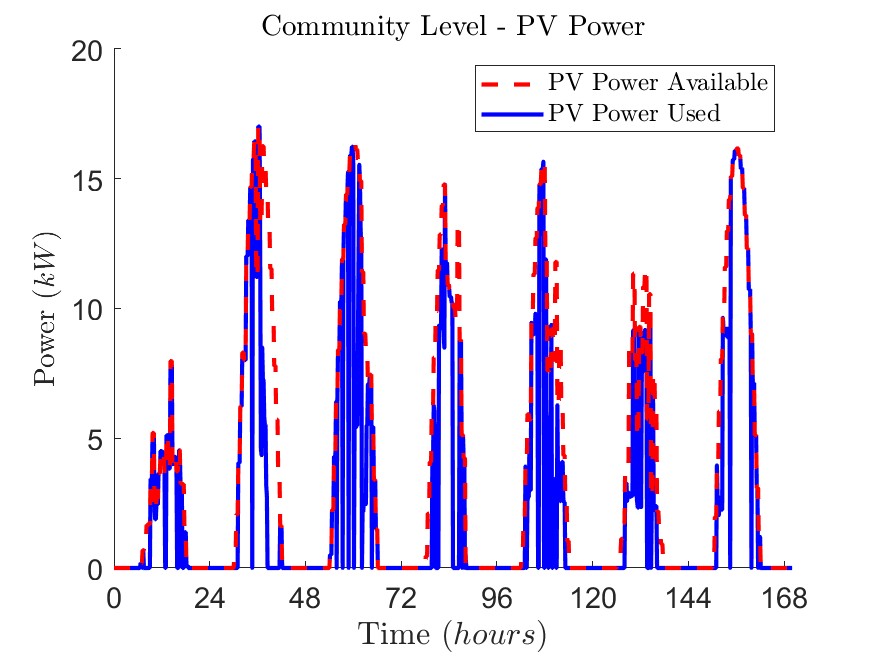 Community Level - PV Power
20
15
10
5
0
Power (kW)
PV Power Available
PV Power Used
0 24 48 72 96 120 144 168
Time (hours)